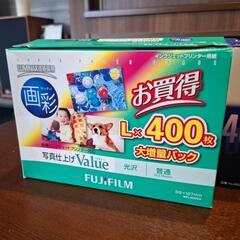 インクジェットプリンター用紙
画彩
お買得
L×400枚
大増量パック
写真仕上げValue
光沢
普通
FUJIFILM
89×127mm